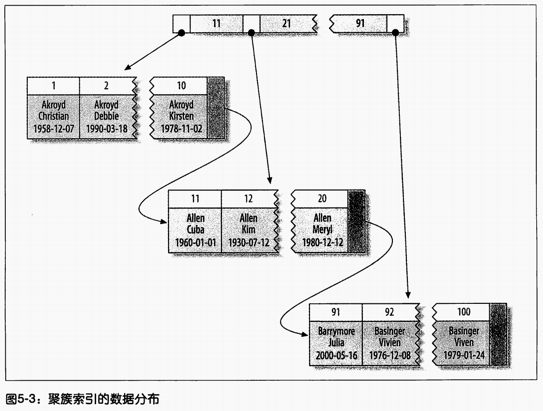 11 21 91
1 2 10
Akroyd Akroyd Akroyd
Christian Debbie Kirsten
1958-12-07 1990-03-18 1978-11-02
11 12 20
Allen Allen Allen
Cuba Kim Meryl
1960-01-01 1930-07-12 1980-12-12
91 92 100
Barrymore Basinger Basinger
Julia Vivien Viven
2000-05-16 1976-12-08 1979-01-24
图5-3：聚簇索引的数据分布